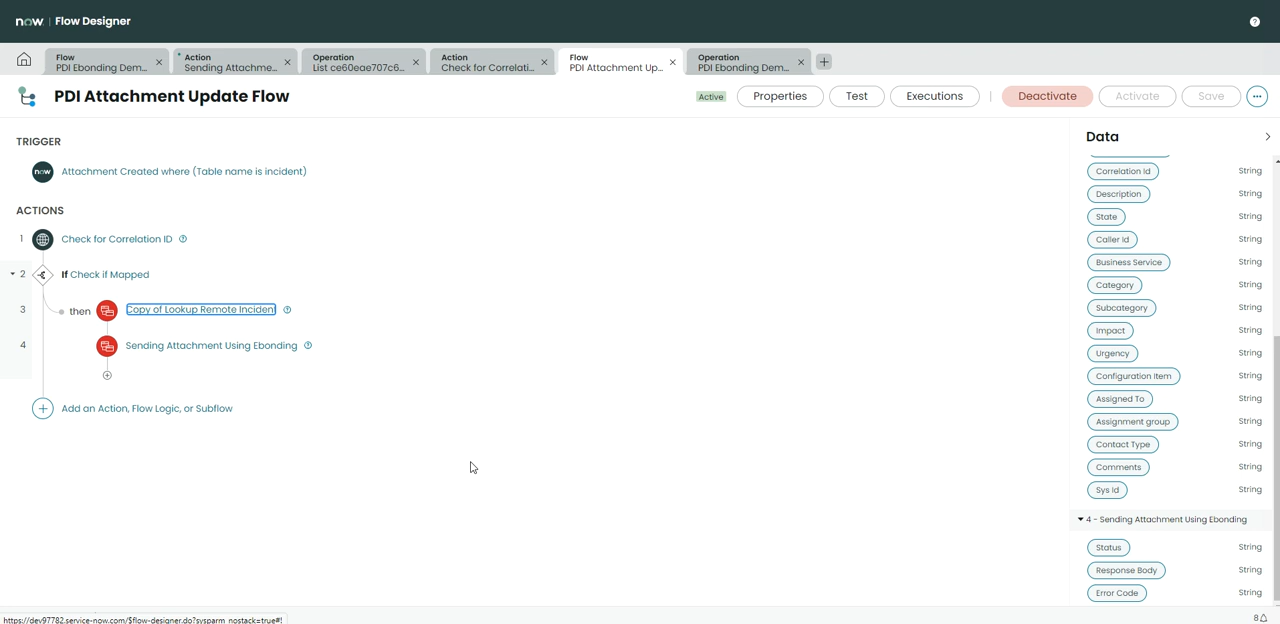 now. | Flow Designer
?
Flow
PDI Ebonding Dem...
Action
Sending Attachme...
Operation
List ce60eae707c6...
Action
Check for Correlati...
Flow
PDI Attachment Up...
Operation
PDI Ebonding Dem...
PDI Attachment Update Flow
Active
Properties
Test
Executions
Deactivate
Activate
Save
TRIGGER
now Attachment Created where (Table name is incident)
ACTIONS
1 Check for Correlation ID
2 If Check if Mapped
3 then Copy of Lookup Remote Incident
4 Sending Attachment Using Ebonding
Add an Action, Flow Logic, or Subflow
Data
Correlation Id String
Description String
State String
Caller Id String
Business Service String
Category String
Subcategory String
Impact String
Urgency String
Configuration Item String
Assigned To String
Assignment group String
Contact Type String
Comments String
Sys Id String
4 - Sending Attachment Using Ebonding
Status String
Response Body String
Error Code String
https://dev97782.service-now.com/$flow-designer.do?sysparm_nostack=true#!
8